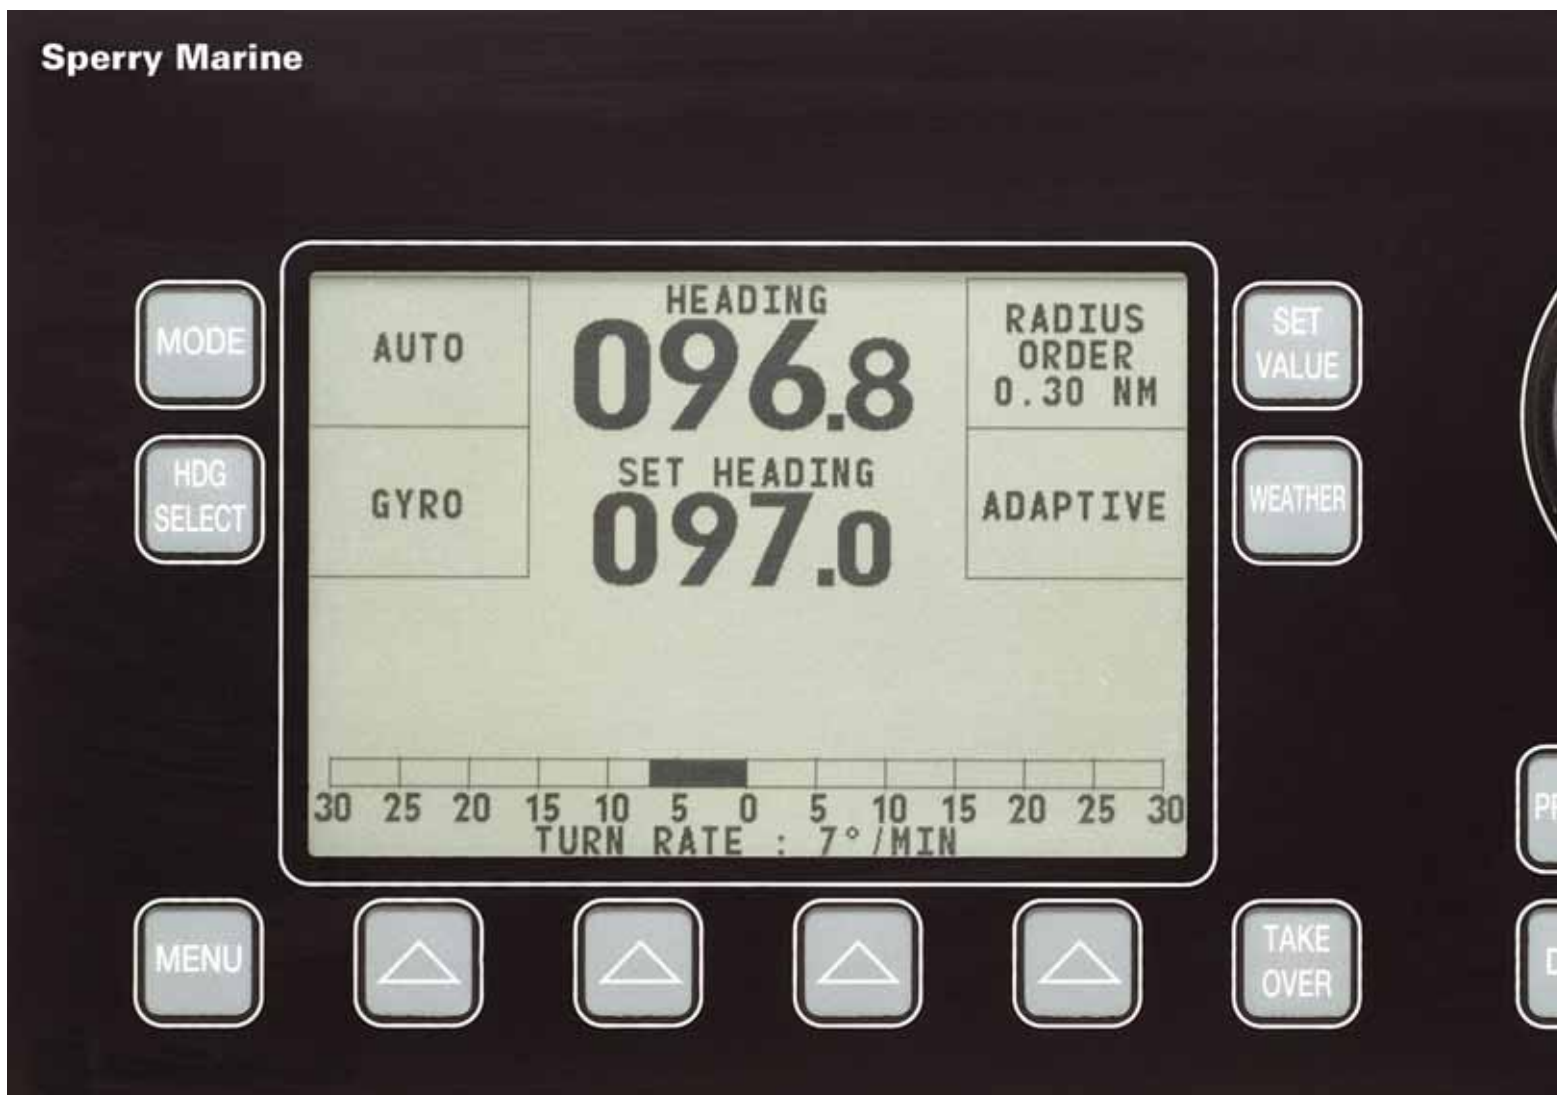 Sperry Marine
MODE
HDG
SELECT
AUTO
GYRO
HEADING
096.8
SET HEADING
097.0
RADIUS
ORDER
0.30 NM
ADAPTIVE
SET
VALUE
WEATHER
30 25 20 15 10 5 0 5 10 15 20 25 30
TURN RATE : 7°/MIN
MENU
TAKE
OVER